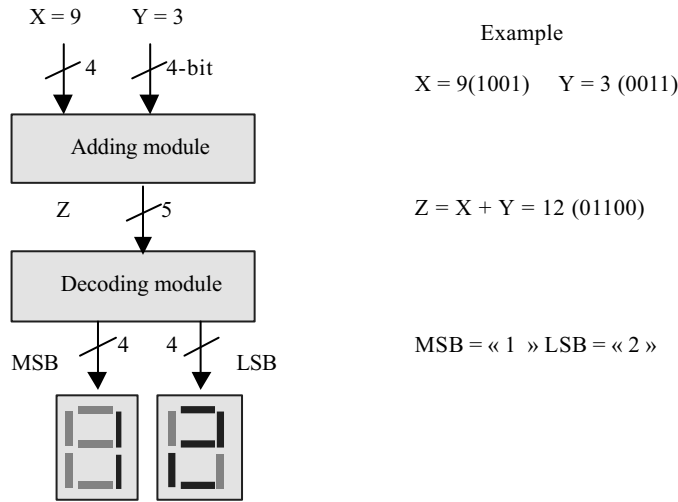 X = 9 Y = 3
Example
4 4-bit
X = 9(1001) Y = 3 (0011)
Adding module
Z 5
Z = X + Y = 12 (01100)
Decoding module
MSB 4 4 LSB
MSB = « 1 » LSB = « 2 »